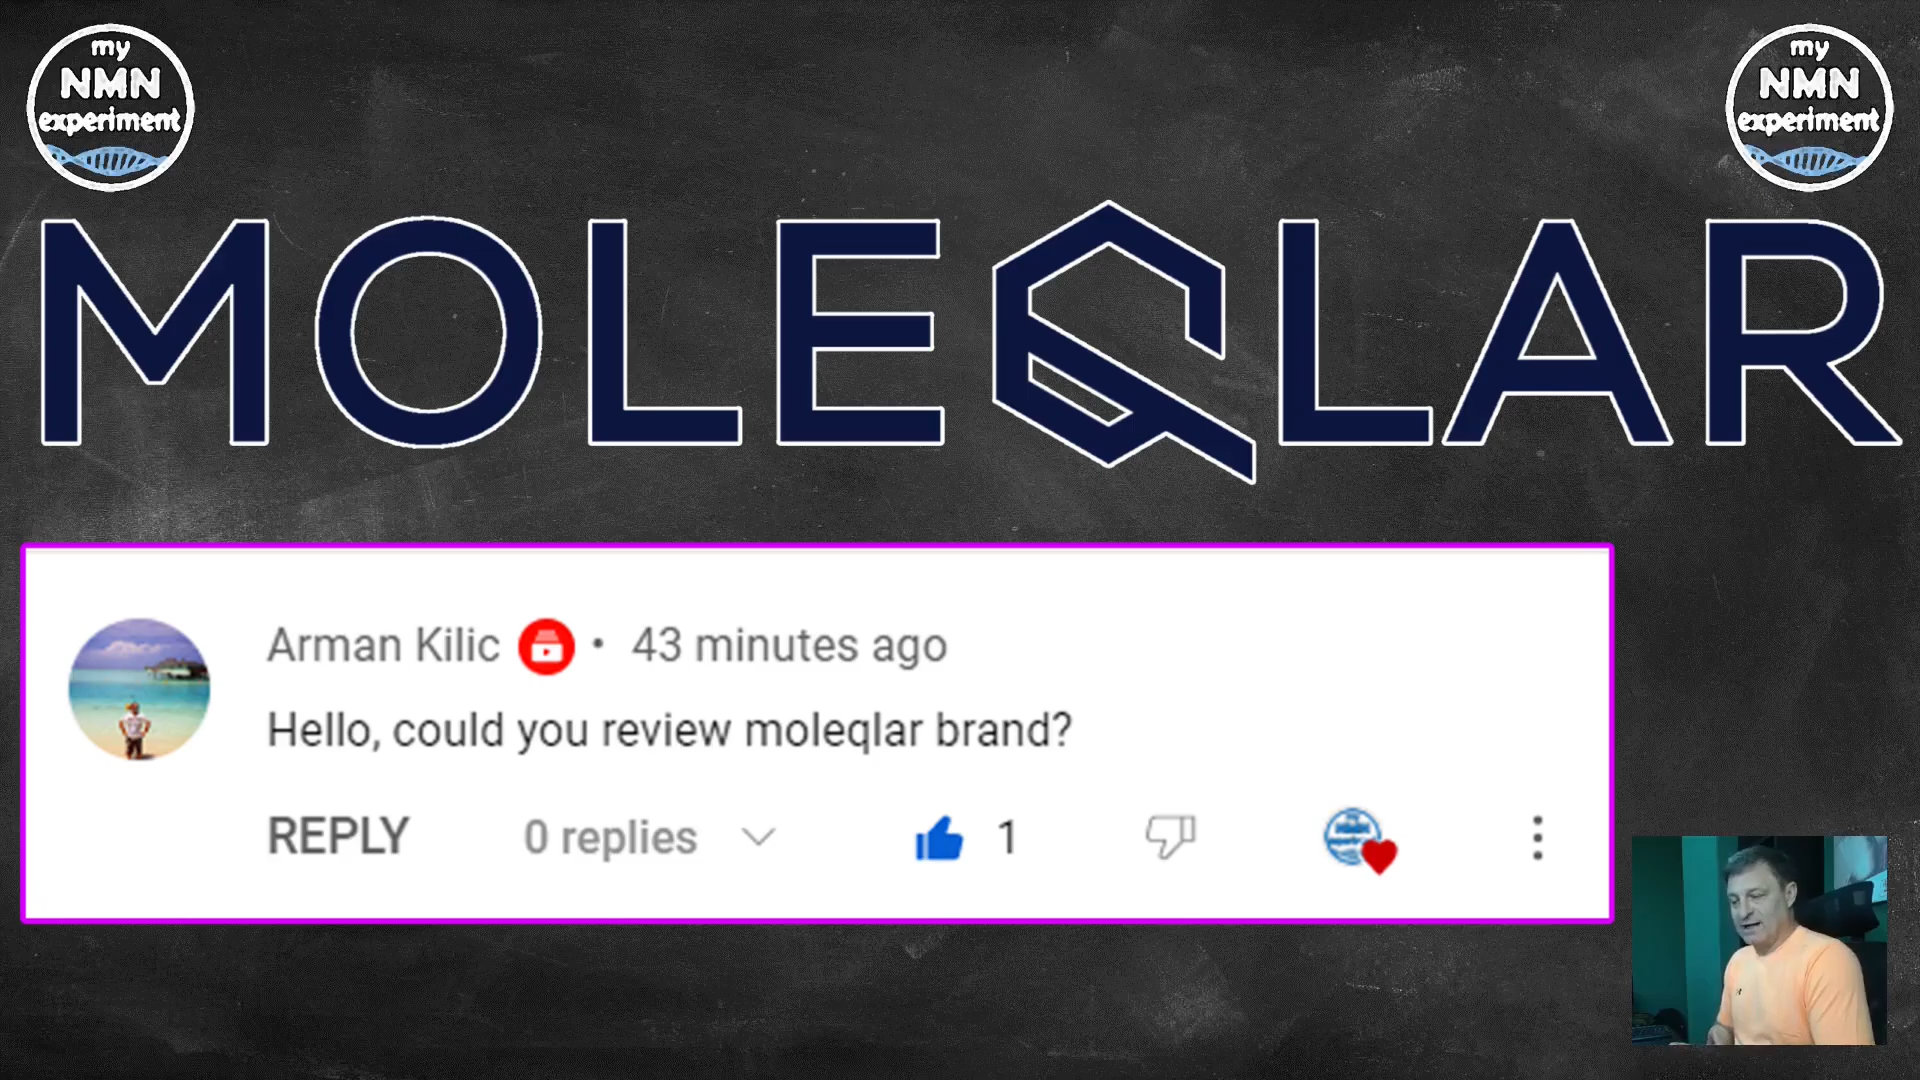 my
NMN
experiment
my
NMN
experiment
MOLEQLAR
Arman Kilic • 43 minutes ago
Hello, could you review moleqlar brand?
REPLY 0 replies 1